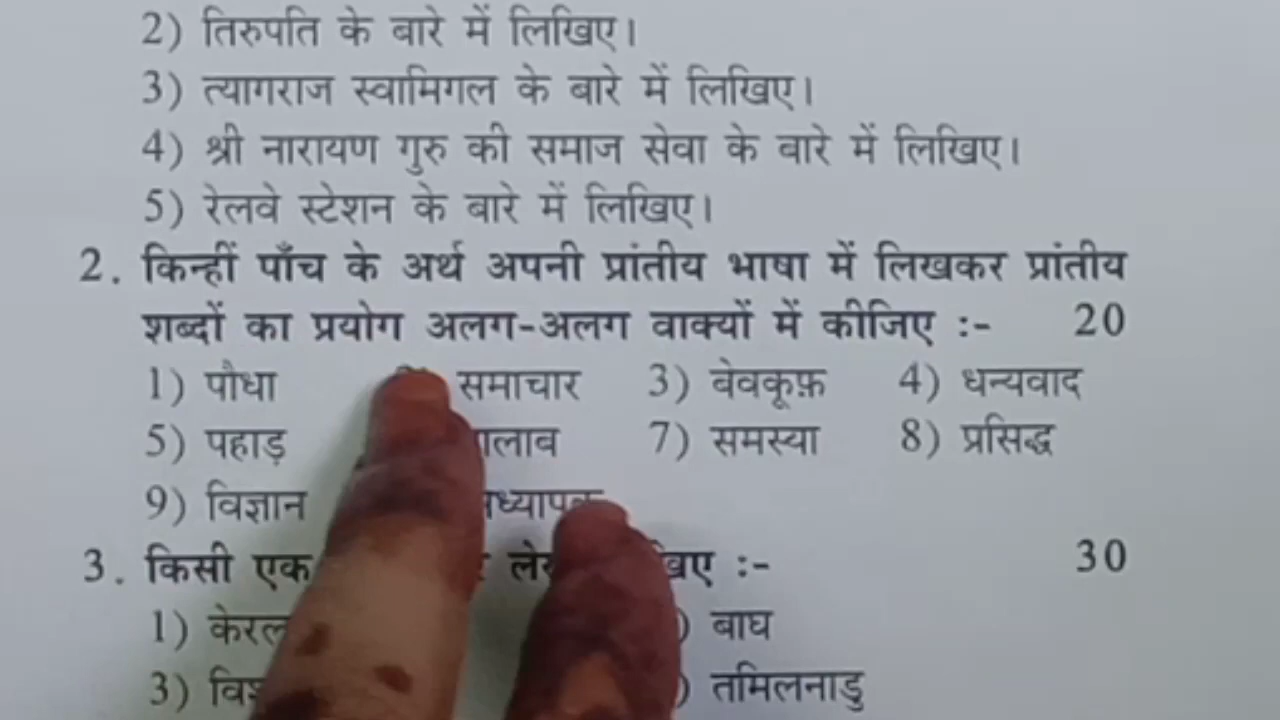 2) तिरुपति के बारे में लिखिए।
3) त्यागराज स्वामिगल के बारे में लिखिए।
4) श्री नारायण गुरु की समाज सेवा के बारे में लिखिए।
5) रेलवे स्टेशन के बारे में लिखिए।
2. किन्हीं पाँच के अर्थ अपनी प्रांतीय भाषा में लिखकर प्रांतीय
शब्दों का प्रयोग अलग-अलग वाक्यों में कीजिए :- 20
1) पौधा समाचार 3) बेवकूफ़ 4) धन्यवाद
5) पहाड़ 7) समस्या 8) प्रसिद्ध
9) विज्ञान
3. किसी एक :- 30
1) बाघ
3) तमिलनाडु